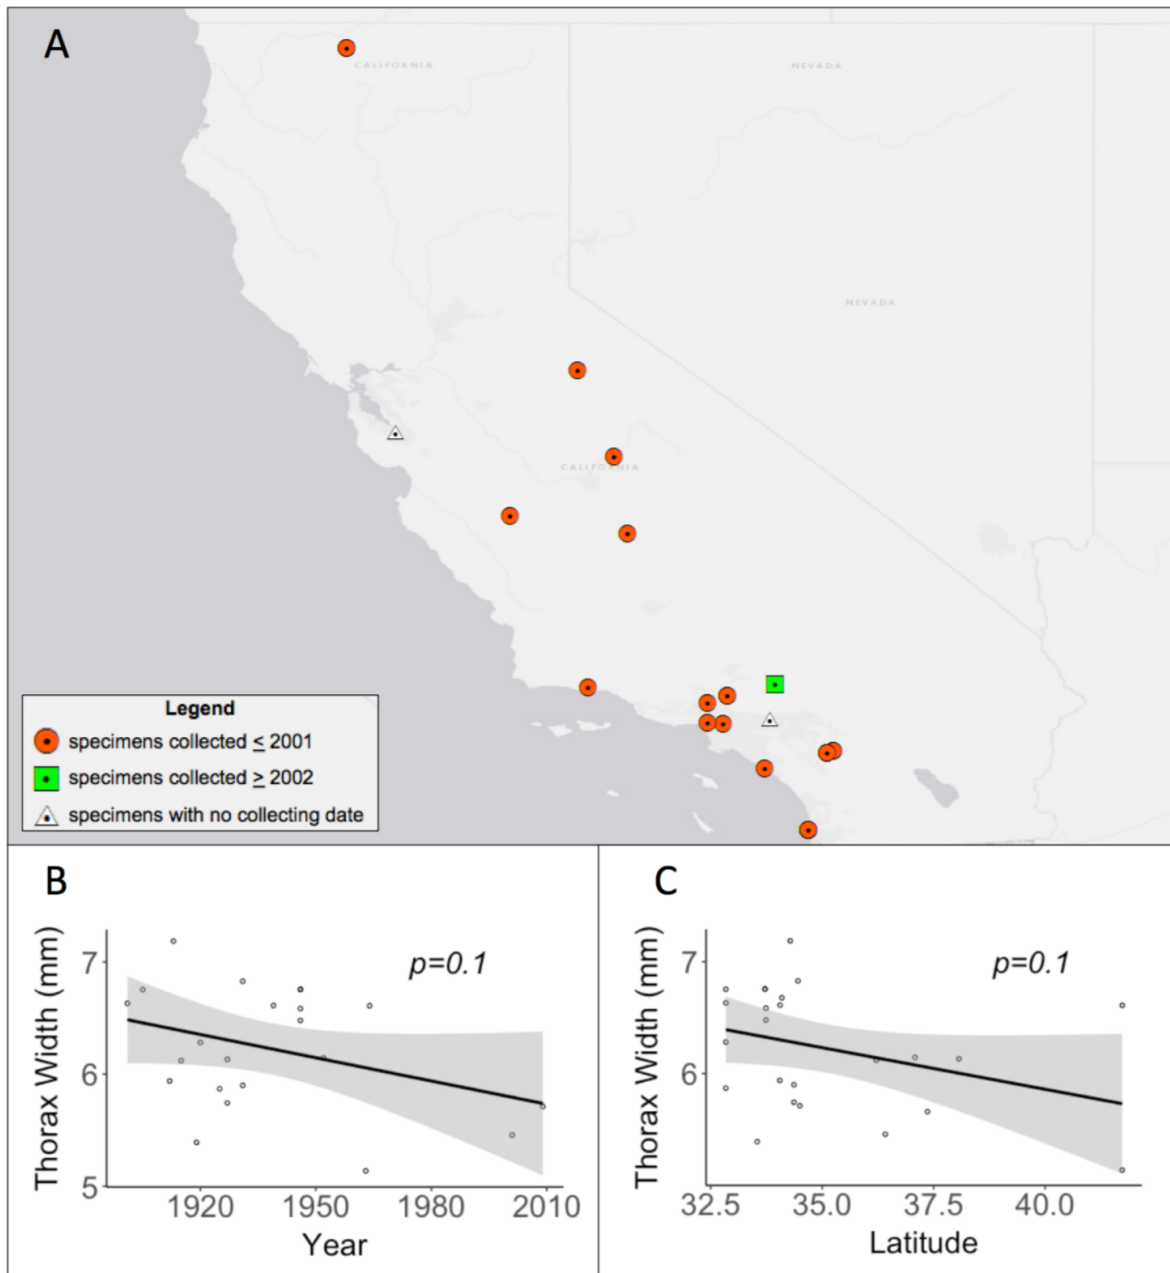 A
CALIFORNIA
NEVADA
NEVADA
CALIFORNIA
Legend
specimens collected ≤ 2001
specimens collected ≥ 2002
specimens with no collecting date
B
Thorax Width (mm)
7
6
5
p=0.1
1920 1950 1980 2010
Year
C
Thorax Width (mm)
7
6
p=0.1
32.5 35.0 37.5 40.0
Latitude